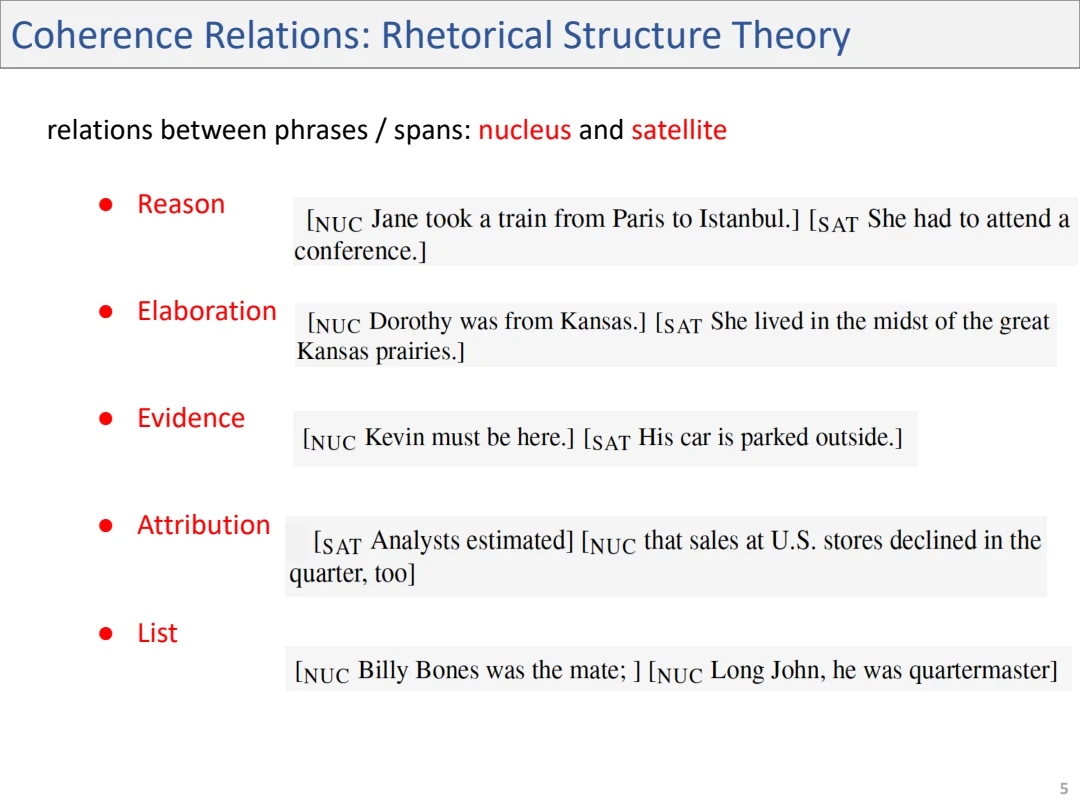 Coherence Relations: Rhetorical Structure Theory
relations between phrases / spans: nucleus and satellite
● Reason
[NUC Jane took a train from Paris to Istanbul.] [SAT She had to attend a
conference.]
● Elaboration
[NUC Dorothy was from Kansas.] [SAT She lived in the midst of the great
Kansas prairies.]
● Evidence
[NUC Kevin must be here.] [SAT His car is parked outside.]
● Attribution
[SAT Analysts estimated] [NUC that sales at U.S. stores declined in the
quarter, too]
● List
[NUC Billy Bones was the mate; ] [NUC Long John, he was quartermaster]
5